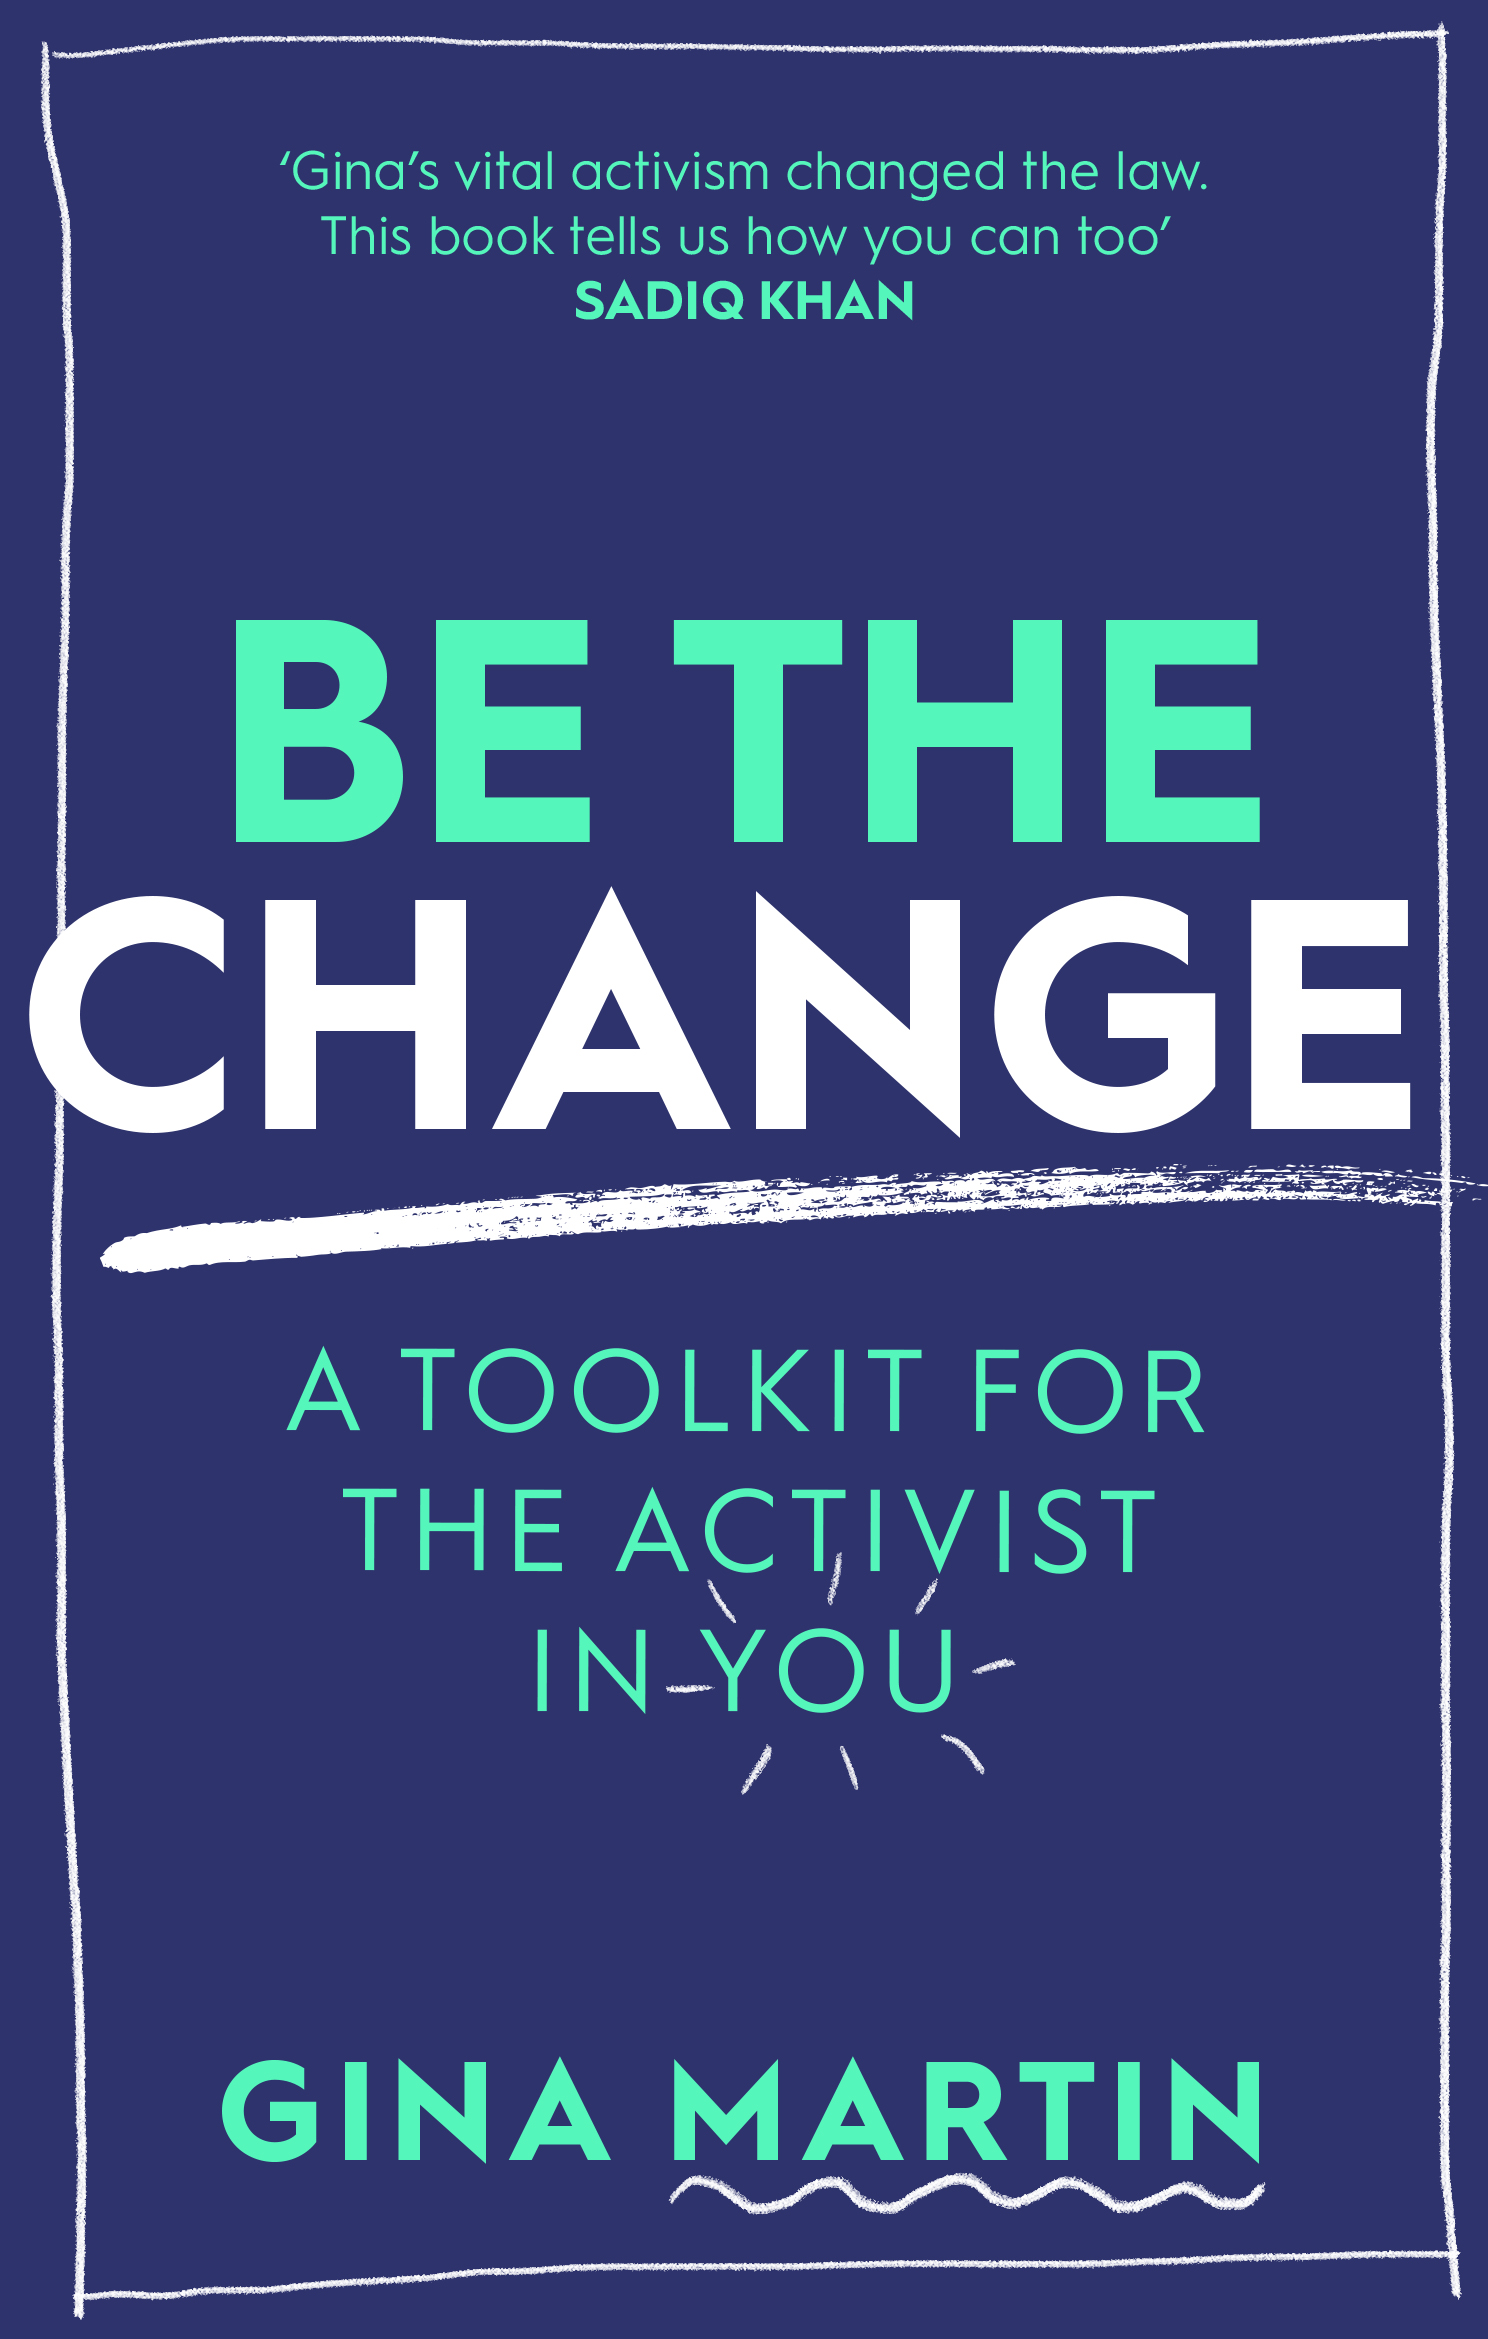 ‘Gina’s vital activism changed the law.
This book tells us how you can too’
SADIQ KHAN
BE THE
CHANGE
A TOOLKIT FOR
THE ACTIVIST
IN YOU
GINA MARTIN